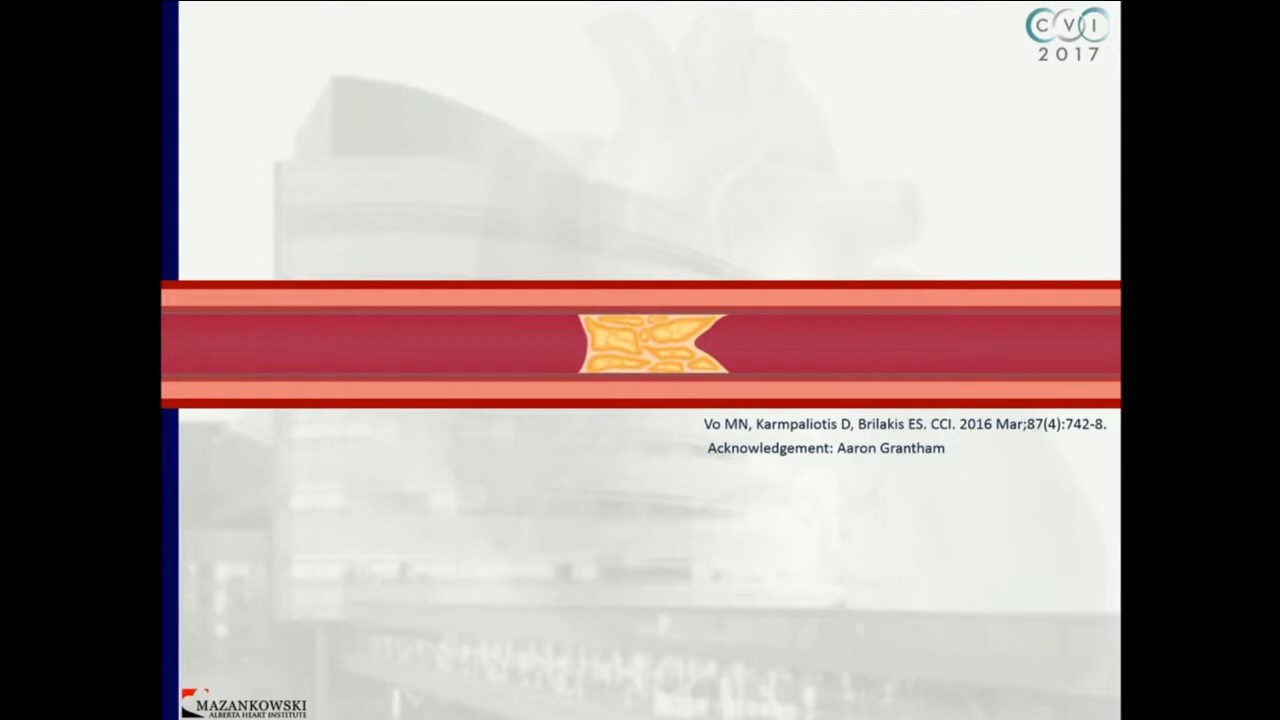 CVI
2017
Vo MN, Karmpaliotis D, Brilakis ES. CCI. 2016 Mar;87(4):742-8.
Acknowledgement: Aaron Grantham
MAZANKOWSKI
ALBERTA HEART INSTITUTE